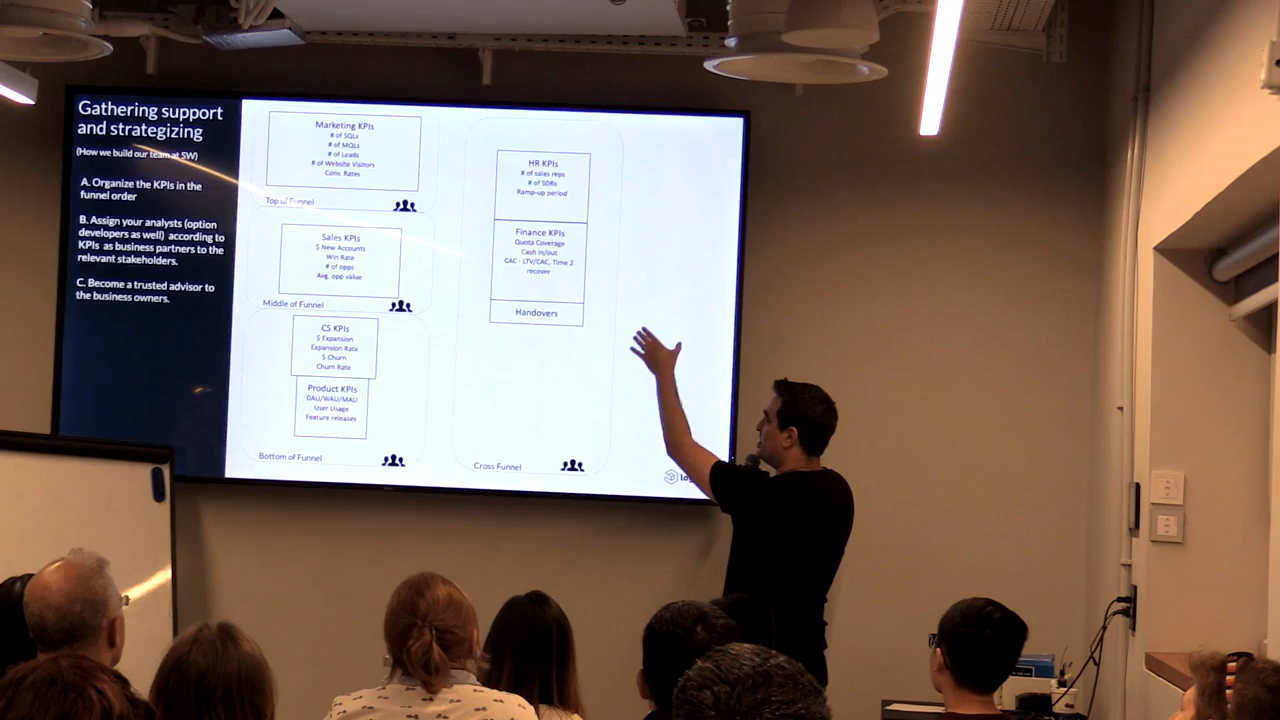 Gathering support
and strategizing
(How we build our team at SW)
A. Organize the KPIs in the
funnel order
B. Assign your analysts (option
developers as well) according to
KPIs as business partners to the
relevant stakeholders.
C. Become a trusted advisor to
the business owners.
Marketing KPIs
# of SQLs
# of MQLs
# of Leads
# of Website Visitors
Conv. Rates
Top of Funnel
Sales KPIs
$ New Accounts
Win Rate
# of opps
Avg. opp value
Middle of Funnel
CS KPIs
$ Expansion
Expansion Rate
$ Churn
Churn Rate
Product KPIs
DAU/WAU/MAU
User Usage
Feature releases
Bottom of Funnel
HR KPIs
# of sales reps
# of SDRs
Ramp-up period
Finance KPIs
Quota Coverage
Cash in/out
CAC - LTV/CAC, Time 2
recover
Handovers
Cross Funnel